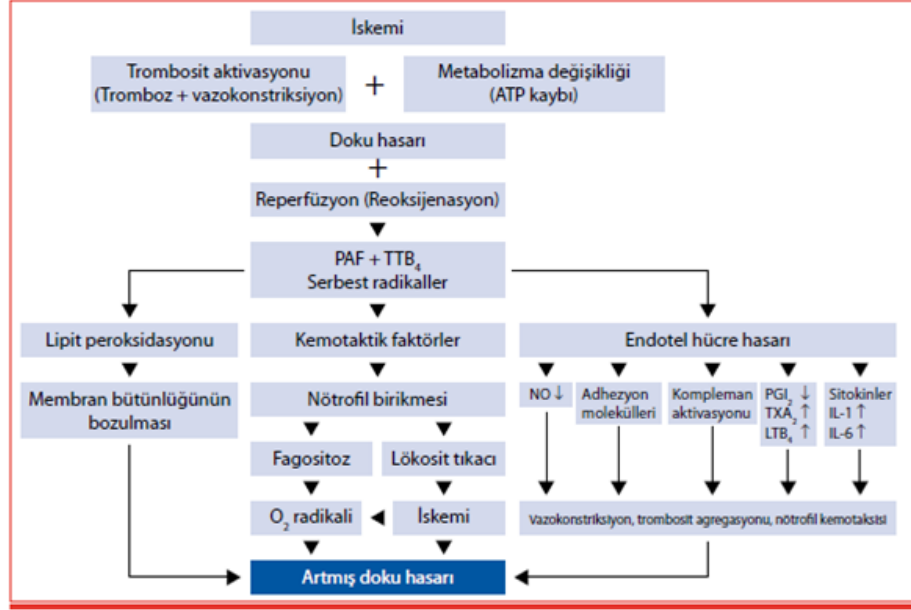 İskemi
Trombosit aktivasyonu
(Tromboz + vazokonstriksiyon)
+
Metabolizma değişikliği
(ATP kaybı)
Doku hasarı
+
Reperfüzyon (Reoksijenasyon)
PAF + TTB₄
Serbest radikaller
Lipit peroksidasyonu
Kemotaktik faktörler
Endotel hücre hasarı
Membran bütünlüğünün
bozulması
Nötrofil birikmesi
NO ↓
Adhezyon
molekülleri
Kompleman
aktivasyonu
PGI₂ ↓
TXA₂ ↑
LTB₄ ↑
Sitokinler
IL-1 ↑
IL-6 ↑
Fagositoz
Lökosit tıkacı
O₂ radikali
İskemi
Vazokonstriksiyon, trombosit agregasyonu, nötrofil kemotaksisi
Artmış doku hasarı